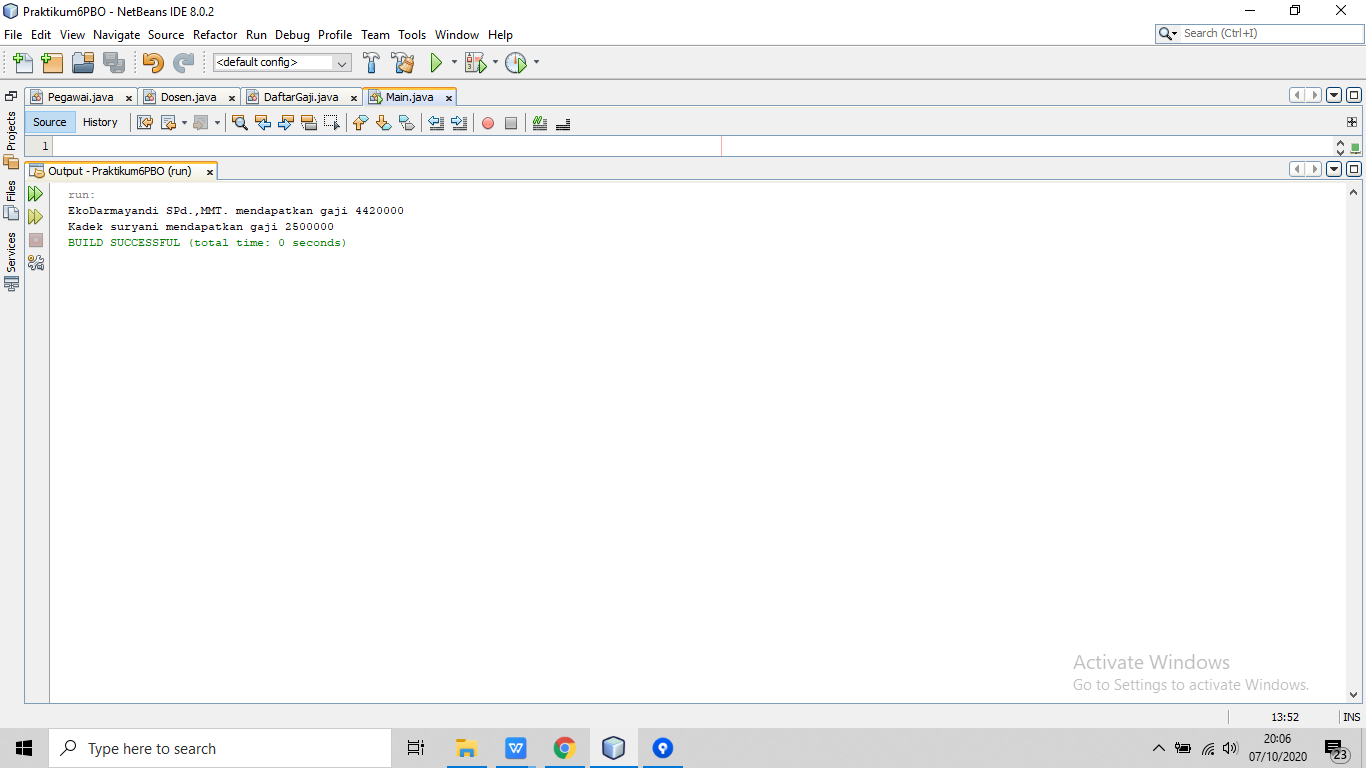 Praktikum6PBO - NetBeans IDE 8.0.2
File Edit View Navigate Source Refactor Run Debug Profile Team Tools Window Help
Search (Ctrl+I)
<default config>
Pegawai.java Dosen.java DaftarGaji.java Main.java
Source History
1
Projects
Files
Services
Output - Praktikum6PBO (run)
run:
EkoDarmayandi SPd.,MMT. mendapatkan gaji 4420000
Kadek suryani mendapatkan gaji 2500000
BUILD SUCCESSFUL (total time: 0 seconds)
Activate Windows
Go to Settings to activate Windows.
13:52 INS
Type here to search
20:06
07/10/2020
23